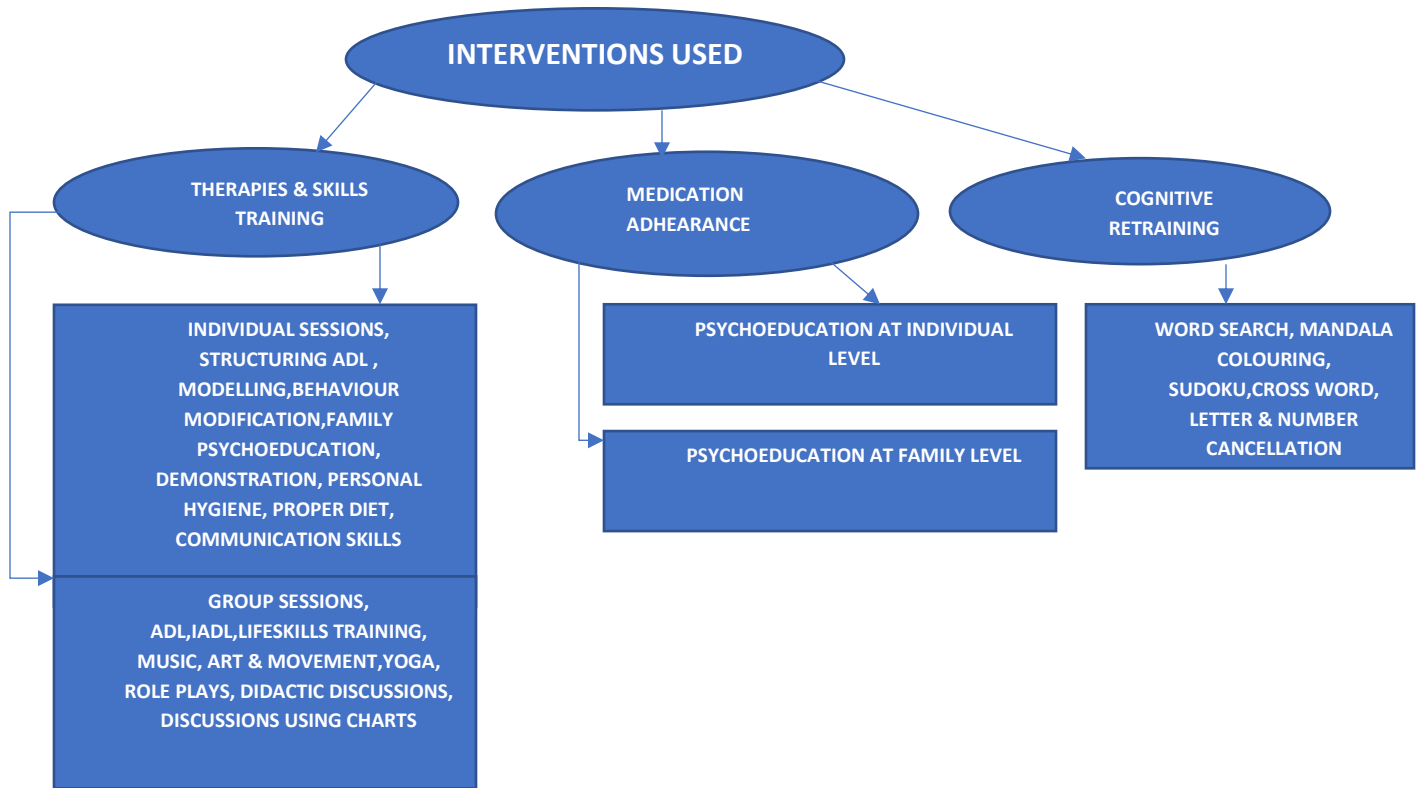 INTERVENTIONS USED
THERAPIES & SKILLS
TRAINING
MEDICATION
ADHEARANCE
COGNITIVE
RETRAINING
INDIVIDUAL SESSIONS,
STRUCTURING ADL ,
MODELLING,BEHAVIOUR
MODIFICATION,FAMILY
PSYCHOEDUCATION,
DEMONSTRATION, PERSONAL
HYGIENE, PROPER DIET,
COMMUNICATION SKILLS
GROUP SESSIONS,
ADL,IADL,LIFESKILLS TRAINING,
MUSIC, ART & MOVEMENT,YOGA,
ROLE PLAYS, DIDACTIC DISCUSSIONS,
DISCUSSIONS USING CHARTS
PSYCHOEDUCATION AT INDIVIDUAL
LEVEL
PSYCHOEDUCATION AT FAMILY LEVEL
WORD SEARCH, MANDALA
COLOURING,
SUDOKU,CROSS WORD,
LETTER & NUMBER
CANCELLATION